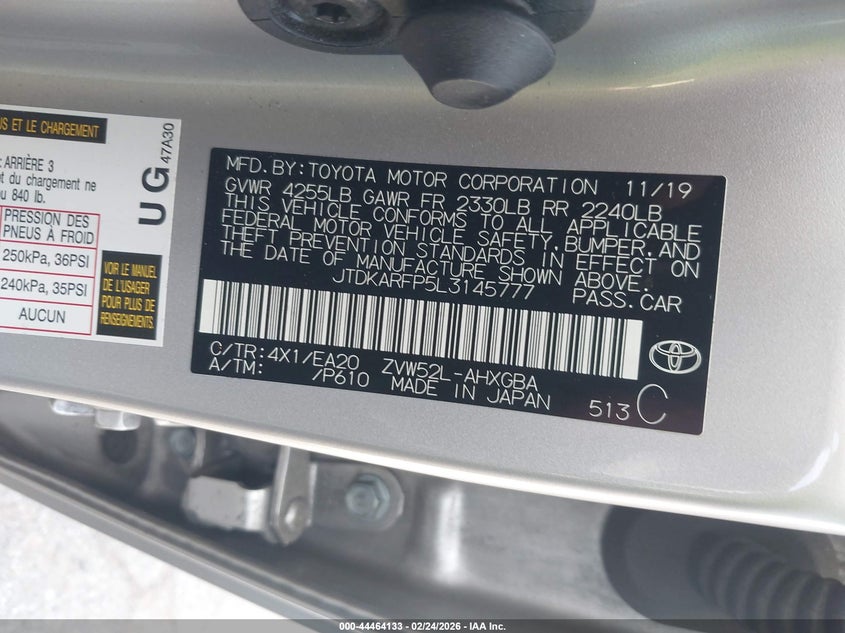 US ET LE CHARGEMENT
: ARRIÈRE 3
t du chargement ne
u 840 lb.
PRESSION DES
PNEUS À FROID
250kPa, 36PSI
240kPa, 35PSI
AUCUN
VOIR LE MANUEL
DE L'USAGER
POUR PLUS DE
RENSEIGNEMENTS.
UG
47A30
MFD.BY:TOYOTA MOTOR CORPORATION 11/19
GVWR 4255LB GAWR FR 2330LB RR 2240LB
THIS VEHICLE CONFORMS TO ALL APPLICABLE
FEDERAL MOTOR VEHICLE SAFETY,BUMPER,AND
THEFT PREVENTION STANDARDS IN EFFECT ON
THE DATE OF MANUFACTURE SHOWN ABOVE.
JTDKARFP5L3145777 PASS.CAR
C/TR:4X1/EA20 ZVW52L-AHXGBA
A/TM: /P610 MADE IN JAPAN
513 C
000-44464133 - 02/24/2026 - IAA Inc.